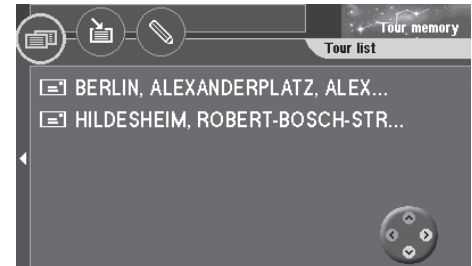 Tour memory
Tour list
BERLIN, ALEXANDERPLATZ, ALEX...
HILDESHEIM, ROBERT-BOSCH-STR...